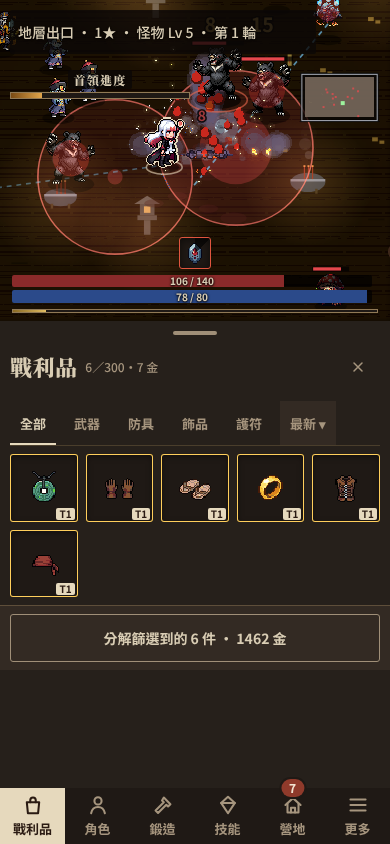 8 15
地層出口 · 1★ · 怪物 Lv 5 · 第 1 輪
首領進度
8
106 / 140
78 / 80
戰利品 6／300 · 7 金 ×
全部 武器 防具 飾品 護符 最新 ▾
T1 T1 T1 T1 T1
T1
分解篩選到的 6 件 · 1462 金
7
戰利品 角色 鍛造 技能 營地 更多